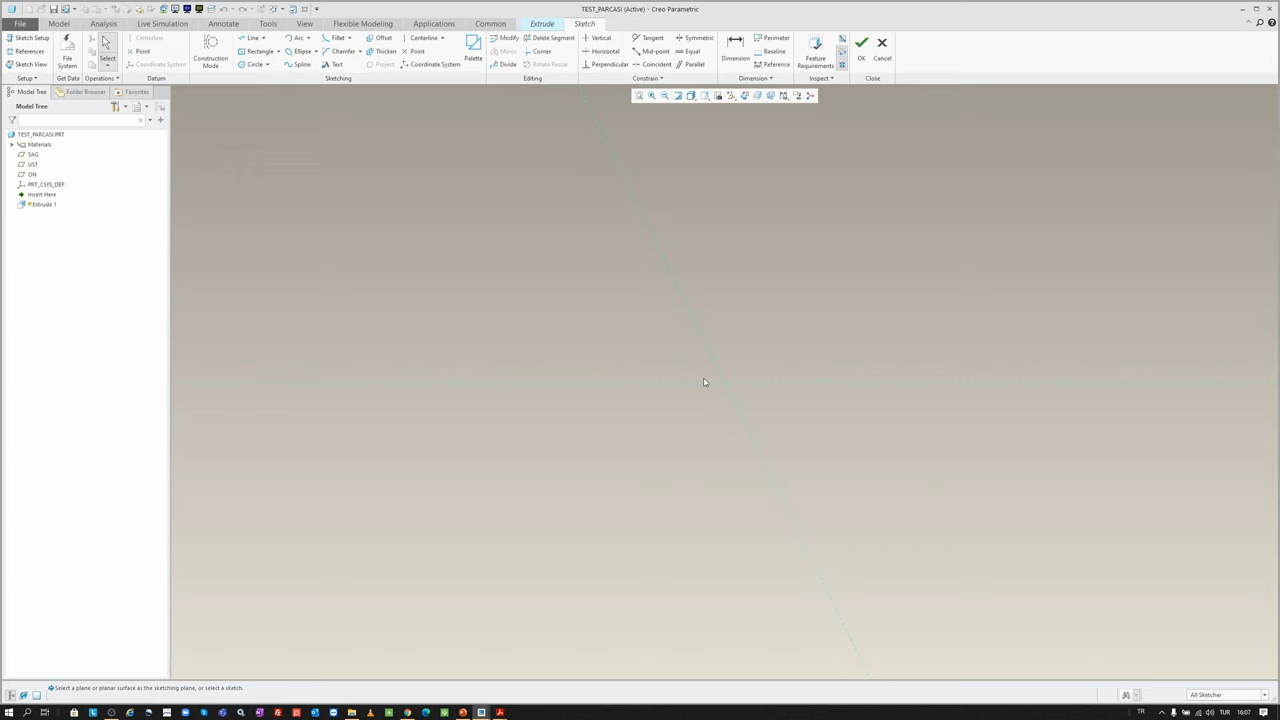 TEST_PARCASI (Active) - Creo Parametric
File Model Analysis Live Simulation Annotate Tools View Flexible Modeling Applications Common Extrude Sketch
Sketch Setup
References
Sketch View
Setup
File System
Get Data
Select
Operations
Centerline
Point
Coordinate System
Datum
Construction Mode
Line Arc Fillet Offset Centerline
Rectangle Ellipse Chamfer Thicken Point
Circle Spline Text Project Coordinate System
Palette
Sketching
Modify Delete Segment
Mirror Corner
Divide Rotate Resize
Editing
Vertical Tangent Symmetric
Horizontal Mid-point Equal
Perpendicular Coincident Parallel
Constrain
Dimension
Perimeter
Baseline
Reference
Dimension
Feature Requirements
Inspect
OK
Cancel
Close
Model Tree Folder Browser Favorites
Model Tree
TEST_PARCASI.PRT
Materials
SAG
UST
ON
PRT_CSYS_DEF
Insert Here
Extrude 1
Select a plane or planar surface as the sketching plane, or select a sketch.
All Sketcher
TR
TUR
16:07